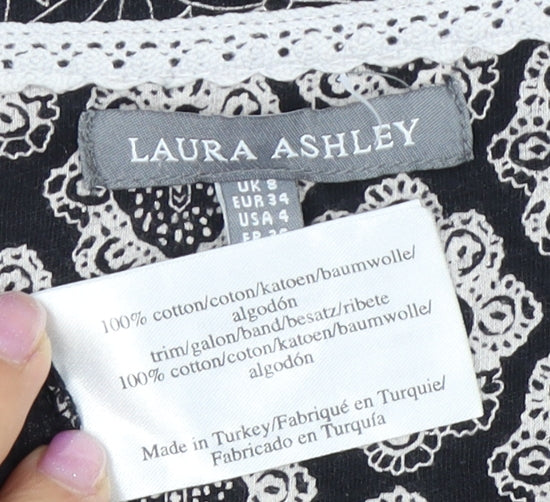 LAURA ASHLEY
UK 8
EUR 34
USA 4
100% cotton/coton/katoen/baumwolle/
algodón
trim/galon/band/besatz/ribete
100% cotton/coton/katoen/baumwolle/
algodón
Made in Turkey/Fabriqué en Turquie/
Fabricado en Turquía